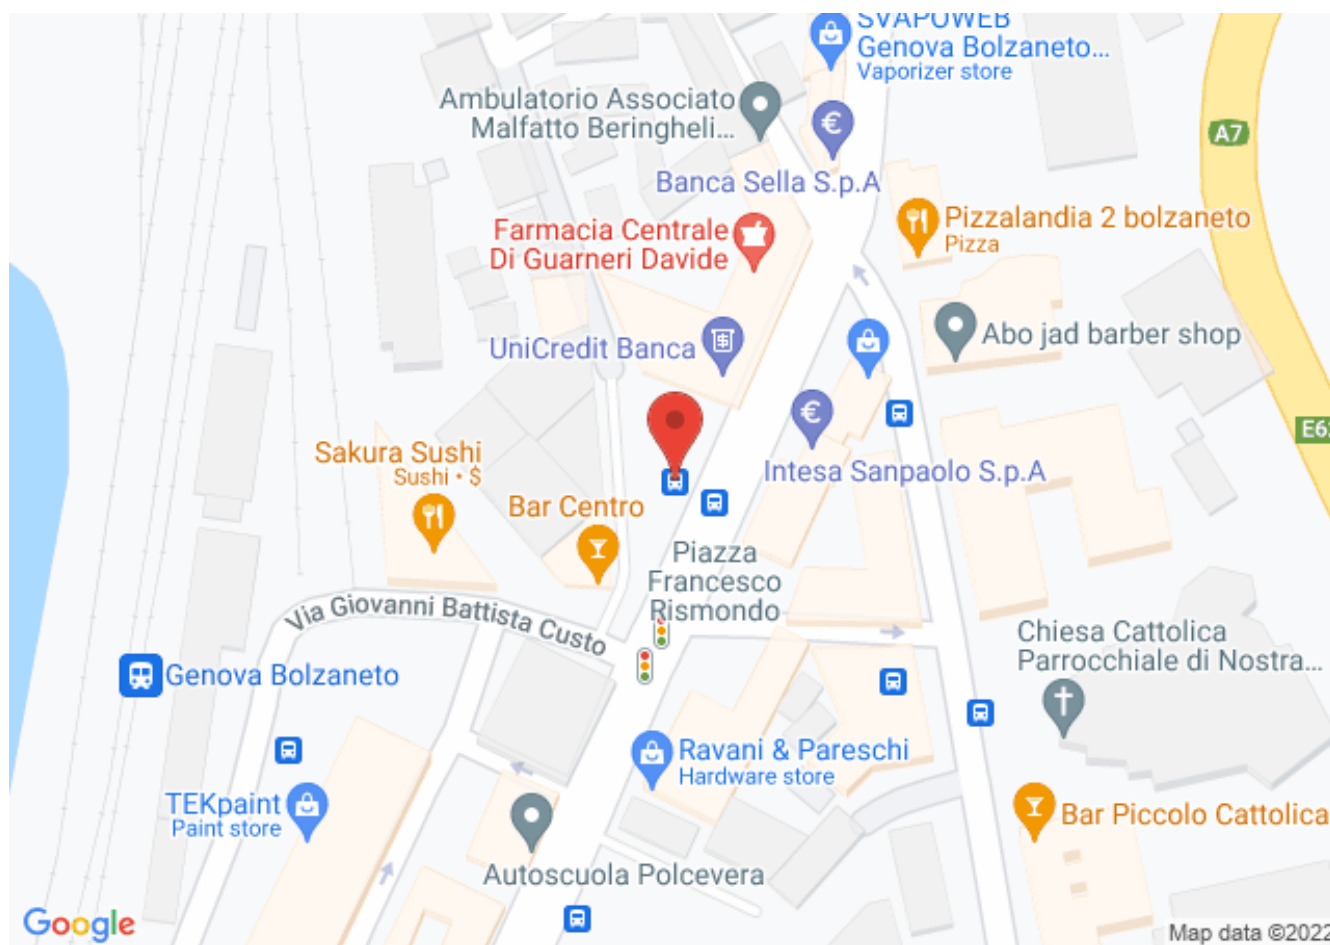 SVAPOWEB
Genova Bolzaneto...
Vaporizer store
Ambulatorio Associato
Malfatto Beringheli...
A7
Banca Sella S.p.A
Farmacia Centrale
Di Guarneri Davide
Pizzalandia 2 bolzaneto
Pizza
UniCredit Banca
Abo jad barber shop
E62
Sakura Sushi
Sushi • $
Intesa Sanpaolo S.p.A
Bar Centro
Piazza
Francesco
Rismondo
Via Giovanni Battista Custo
Chiesa Cattolica
Parrocchiale di Nostra...
Genova Bolzaneto
Ravani & Pareschi
Hardware store
TEKpaint
Paint store
Bar Piccolo Cattolica
Autoscuola Polcevera
Google
Map data ©2022